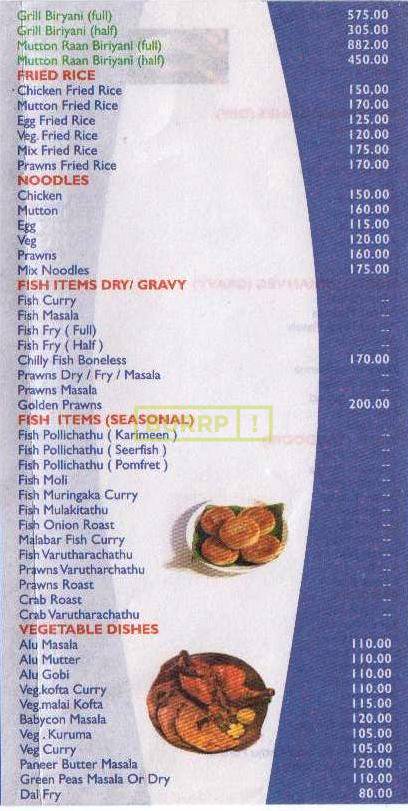 Grill Biryani (full) 575.00
Grill Biryani (half) 305.00
Mutton Raan Biriyani (full) 882.00
Mutton Raan Biriyani (half) 450.00
FRIED RICE
Chicken Fried Rice 150,00
Mutton Fried Rice 170.00
Egg Fried Rice 125.00
Veg. Fried Rice 120.00
Mix Fried Rice 175.00
Prawns Fried Rice 170.00
NOODLES
Chicken 150.00
Mutton 160.00
Egg 115.00
Veg 120.00
Prawns 160.00
Mix Noodles 175.00
FISH ITEMS DRY/ GRAVY
Fish Curry --
Fish Masala --
Fish Fry ( Full) --
Fish Fry ( Half ) --
Chilly Fish Boneless 170.00
Prawns Dry / Fry / Masala --
Prawns Masala --
Golden Prawns 200.00
FISH ITEMS (SEASONAL)
BURRP !
Fish Pollichathu ( Karimeen ) --
Fish Pollichathu ( Seerfish ) --
Fish Pollichathu ( Pomfret ) --
Fish Moli --
Fish Muringaka Curry --
Fish Mulakitathu --
Fish Onion Roast --
Malabar Fish Curry --
Fish Varutharachathu --
Prawns Varutharchathu --
Prawns Roast --
Crab Roast --
Crab Varutharachathu --
VEGETABLE DISHES
Alu Masala 110.00
Alu Mutter 110.00
Alu Gobi 110.00
Veg.kofta Curry 110.00
Veg.malai Kofta 115.00
Babycon Masala 120.00
Veg . Kuruma 105.00
Veg Curry 105.00
Paneer Butter Masala 120.00
Green Peas Masala Or Dry 110.00
Dal Fry 80.00